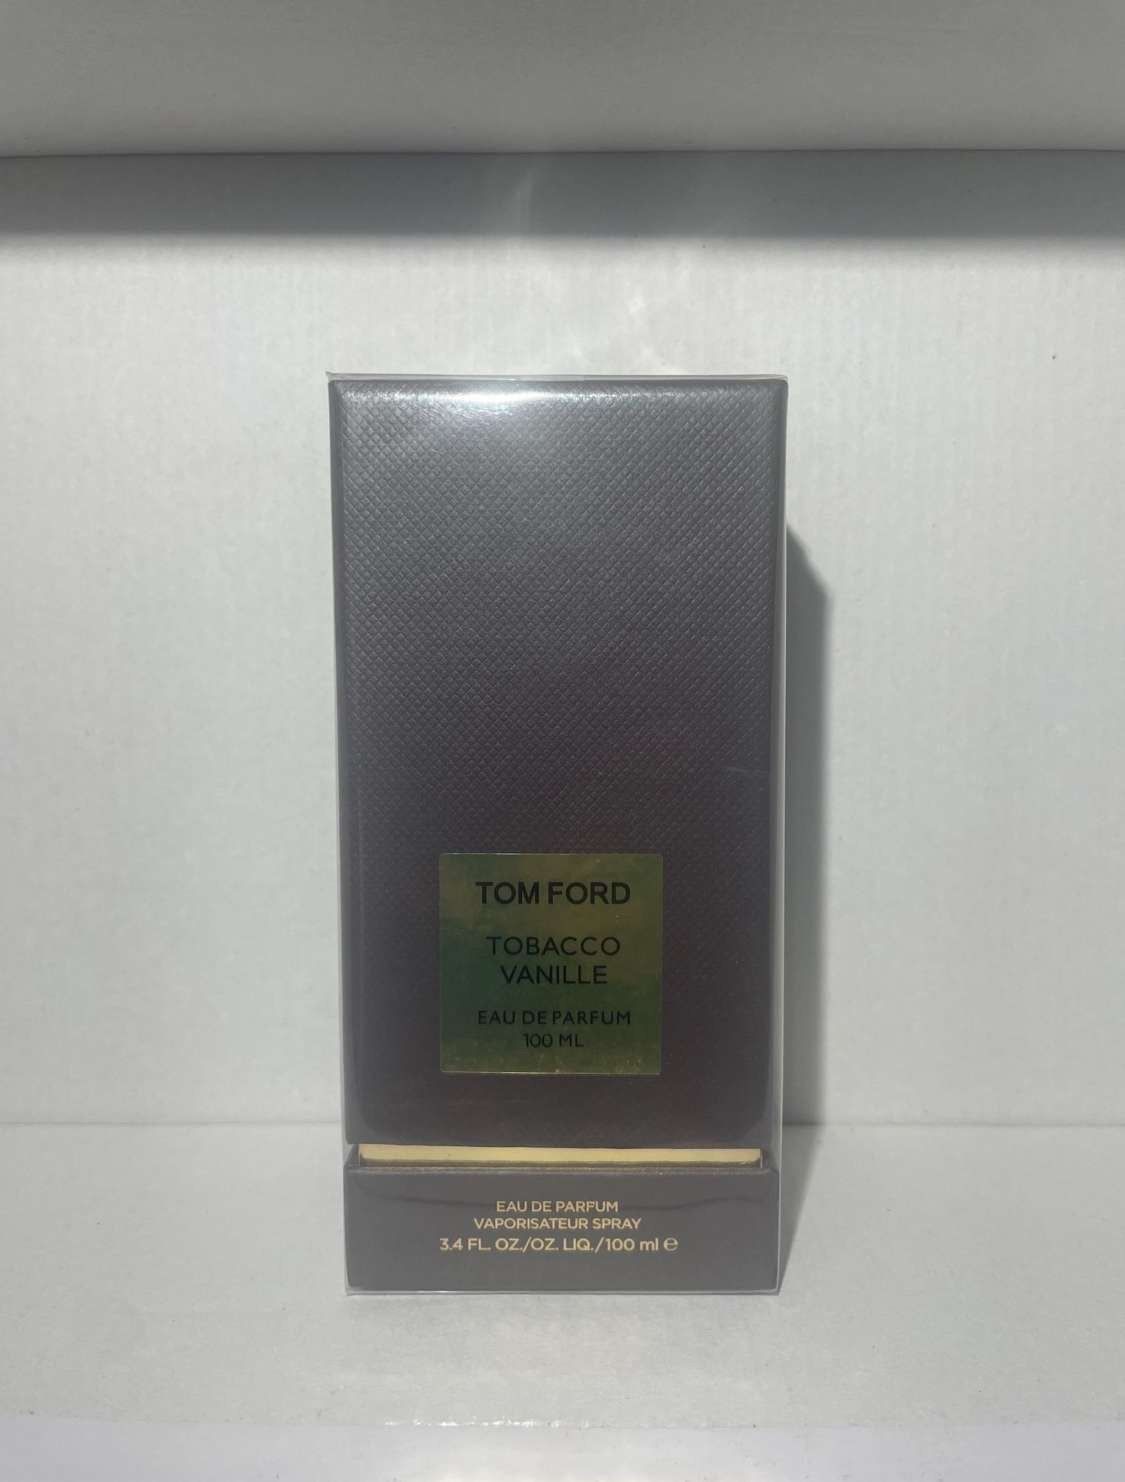 TOM FORD
TOBACCO
VANILLE
EAU DE PARFUM
100 ML
EAU DE PARFUM
VAPORISATEUR SPRAY
3.4 FL. OZ./OZ. LIQ./100 ml ℮